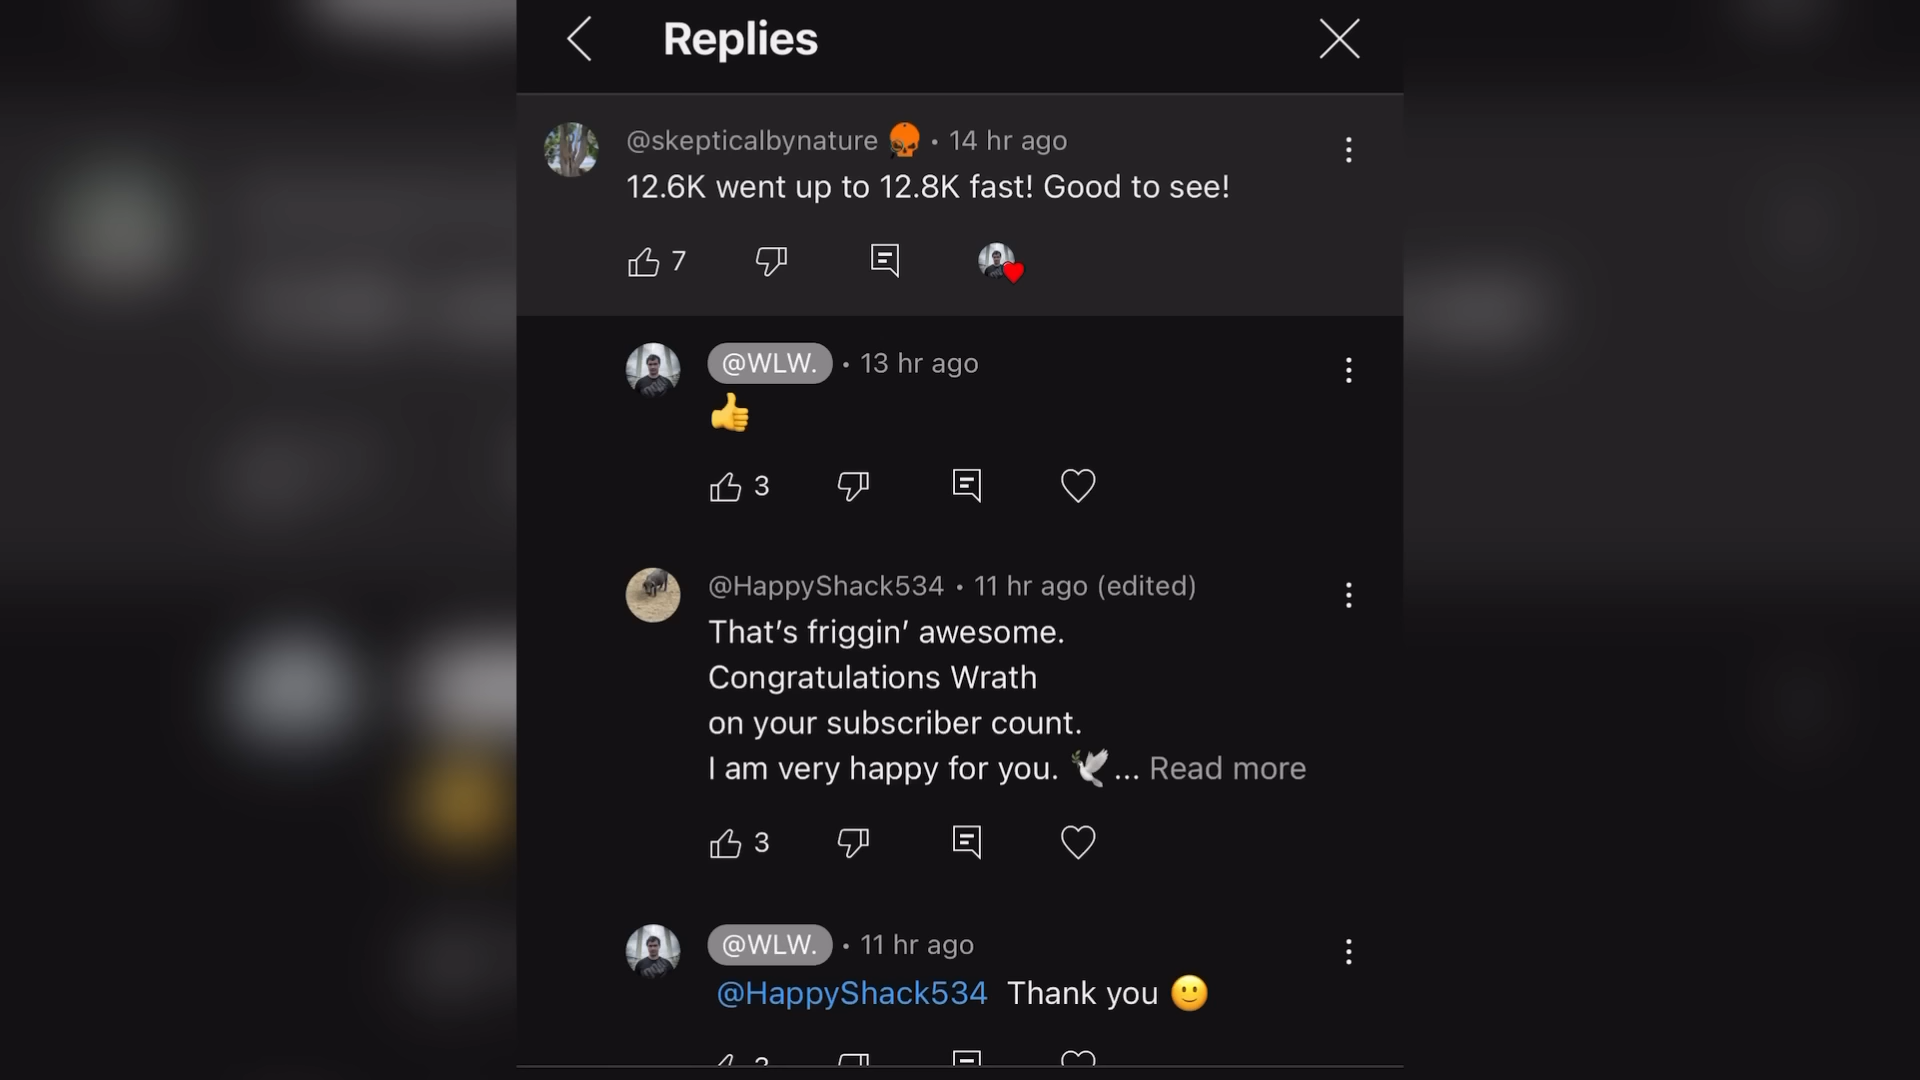 Replies
@skepticalbynature • 14 hr ago
12.6K went up to 12.8K fast! Good to see!
7
@WLW. • 13 hr ago
👍
3
@HappyShack534 • 11 hr ago (edited)
That’s friggin’ awesome.
Congratulations Wrath
on your subscriber count.
I am very happy for you. 🕊️... Read more
3
@WLW. • 11 hr ago
@HappyShack534 Thank you 🙂